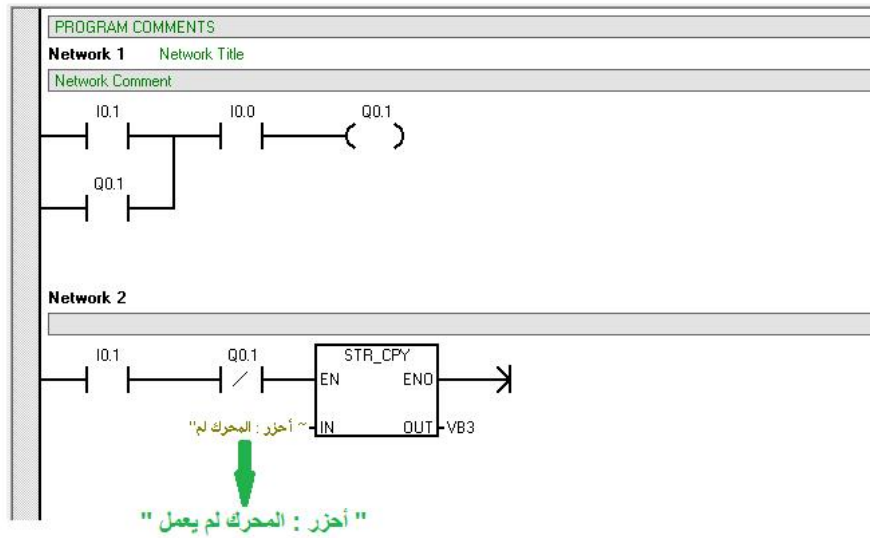 PROGRAM COMMENTS
Network 1 Network Title
Network Comment
I0.1 I0.0 Q0.1
Q0.1
Network 2
I0.1 Q0.1 STR_CPY
EN ENO
"أحزر : المحرك لم ~ IN OUT VB3
" أحزر : المحرك لم يعمل "